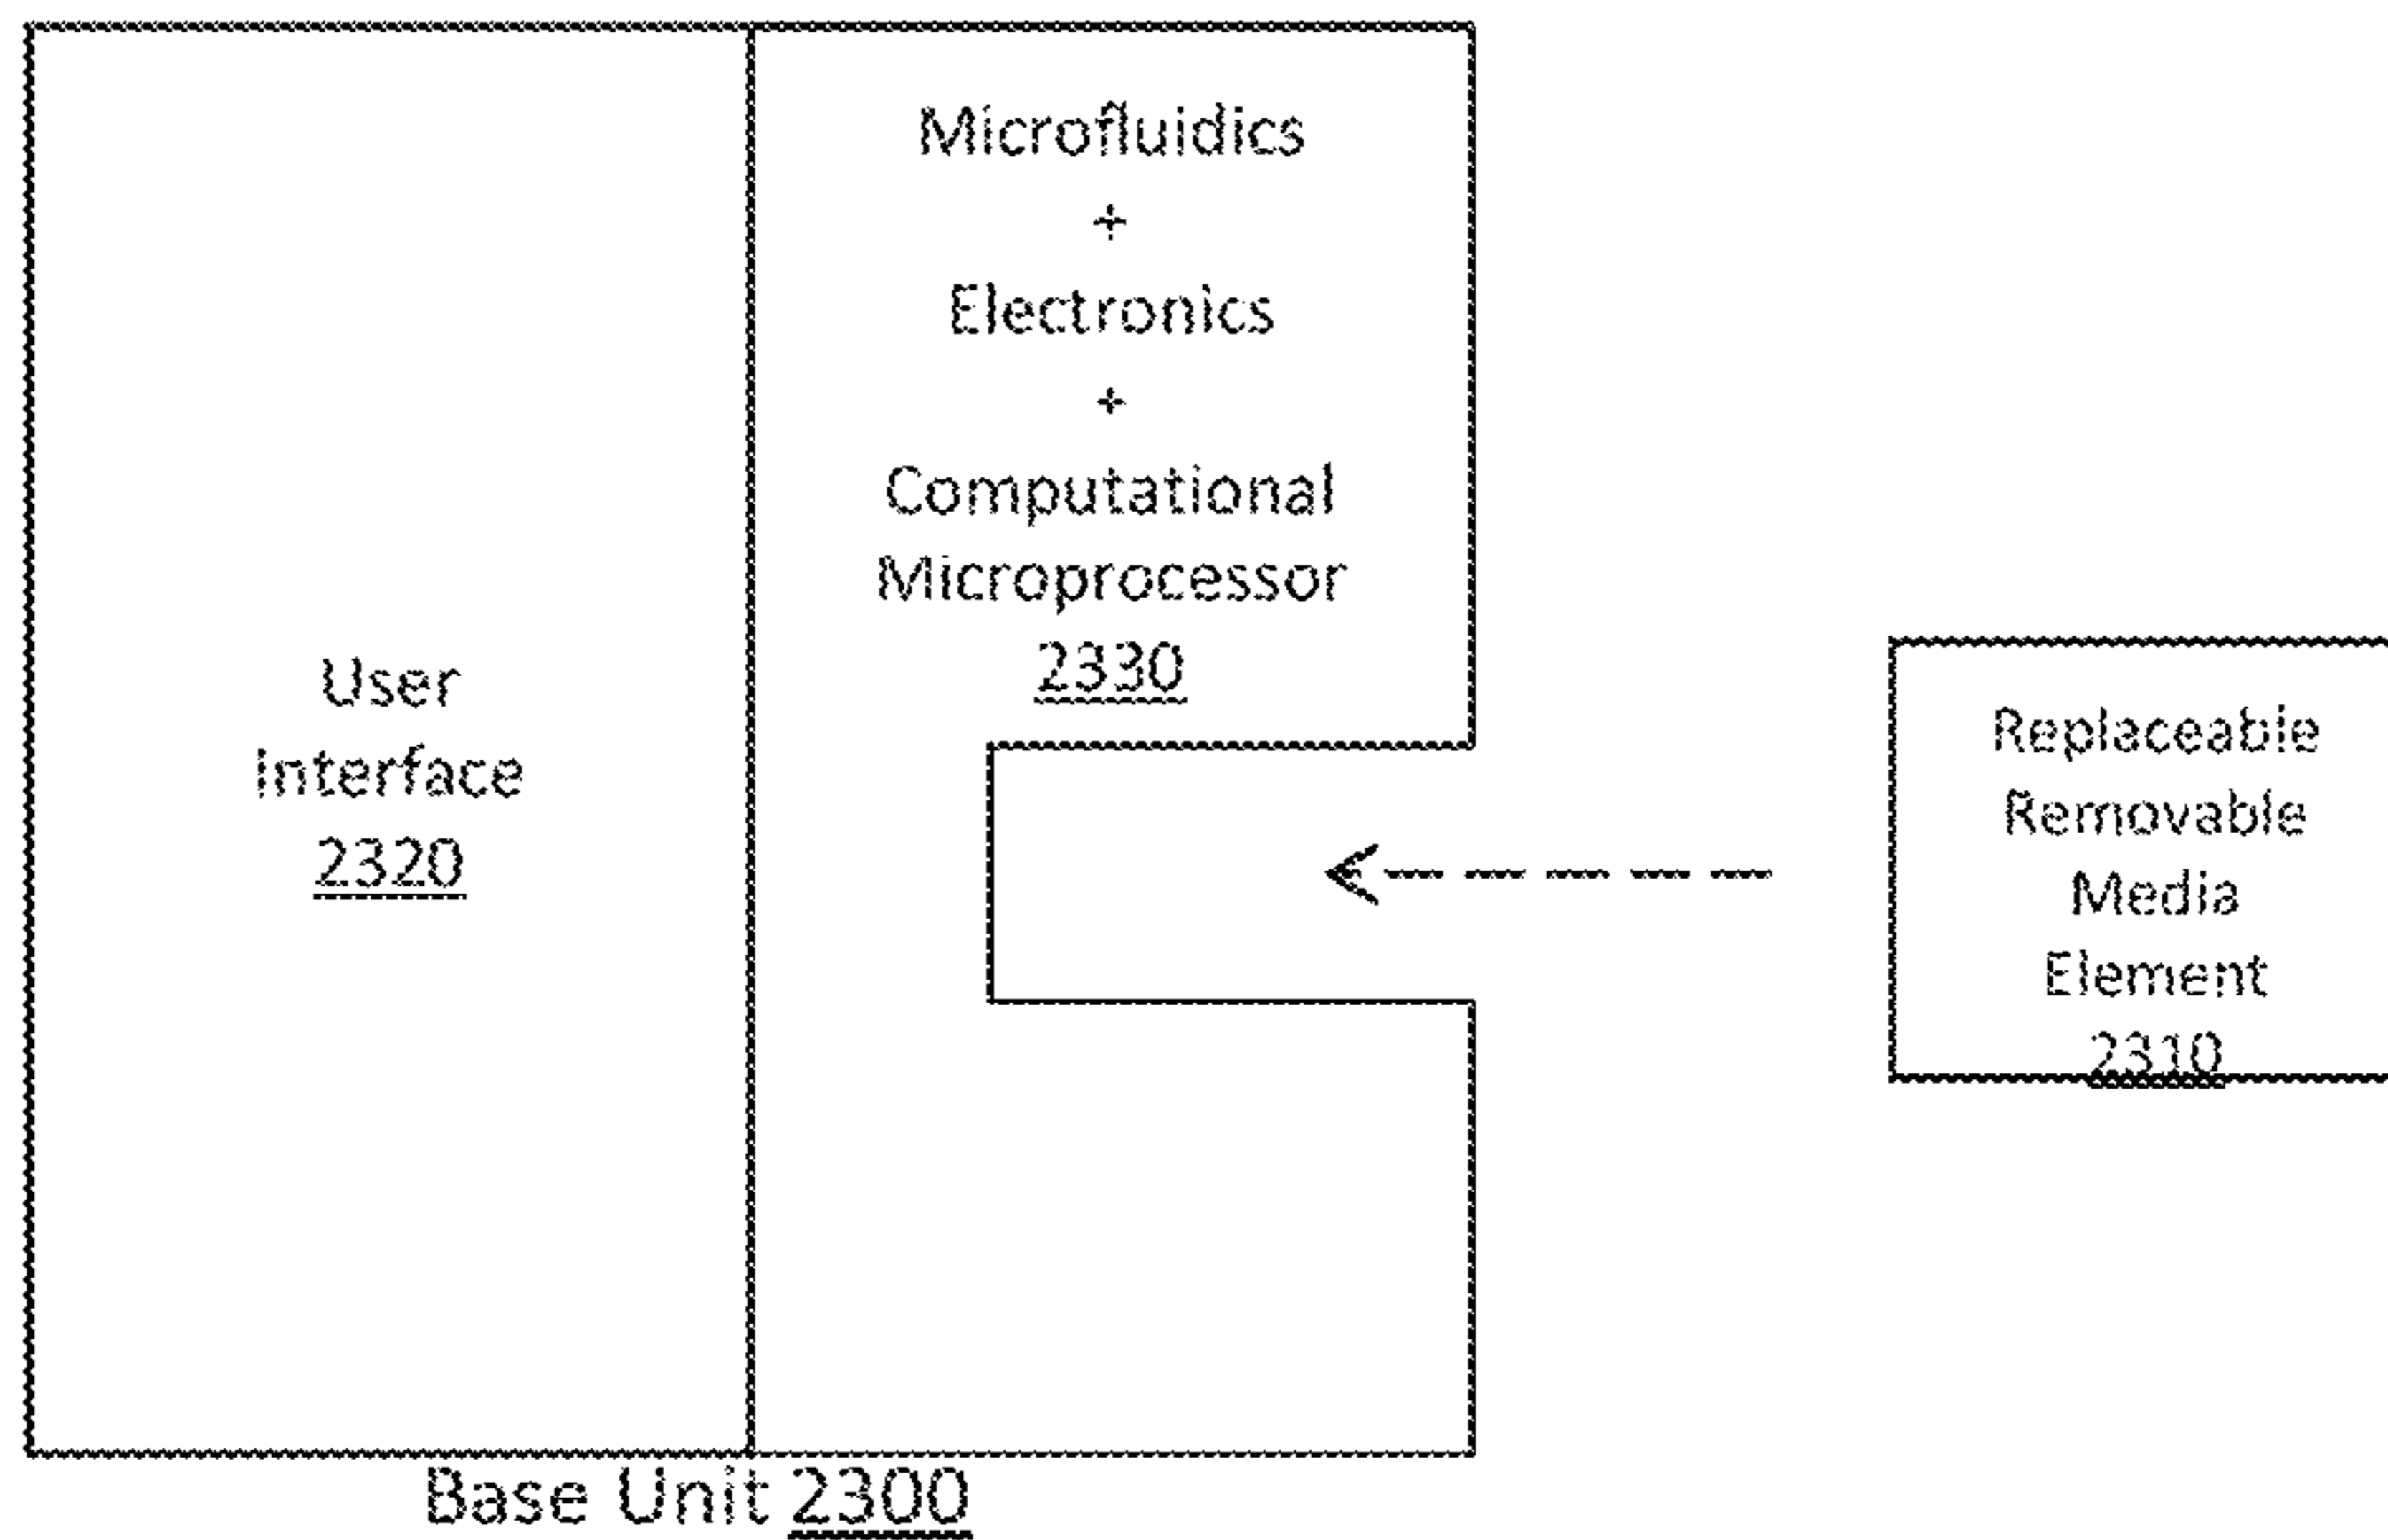 Microfluidics
+
Electronics
+
Computational
Microprocessor
2330
User
Interface
2320
Replaceable
Removable
Media
Element
2310
Base Unit 2300